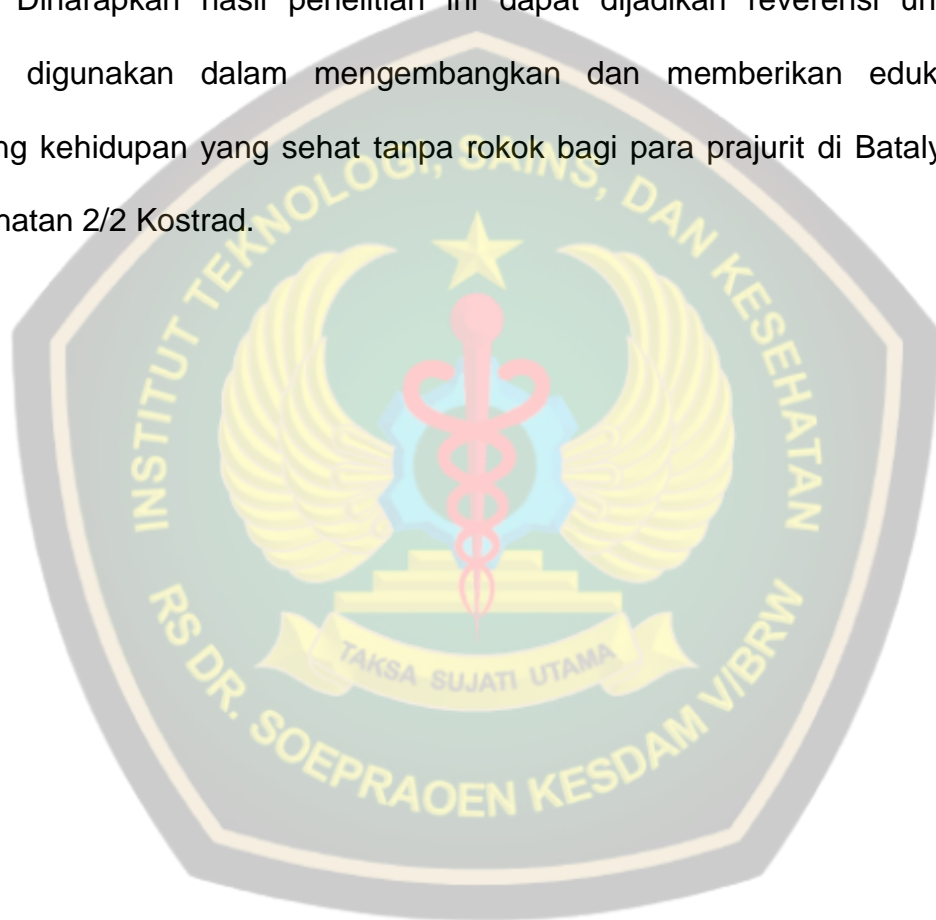 Diharapkan hasil penelitian ini dapat dijadikan reverensi un
digunakan dalam mengembangkan dan memberikan eduk
ng kehidupan yang sehat tanpa rokok bagi para prajurit di Bataly
hatan 2/2 Kostrad.
INSTITUT TEKNOLOGI, SAINS, DAN KESEHATAN
TAKSA SUJATI UTAMA
RS DR. SOEPRAOEN KESDAM V/BRW